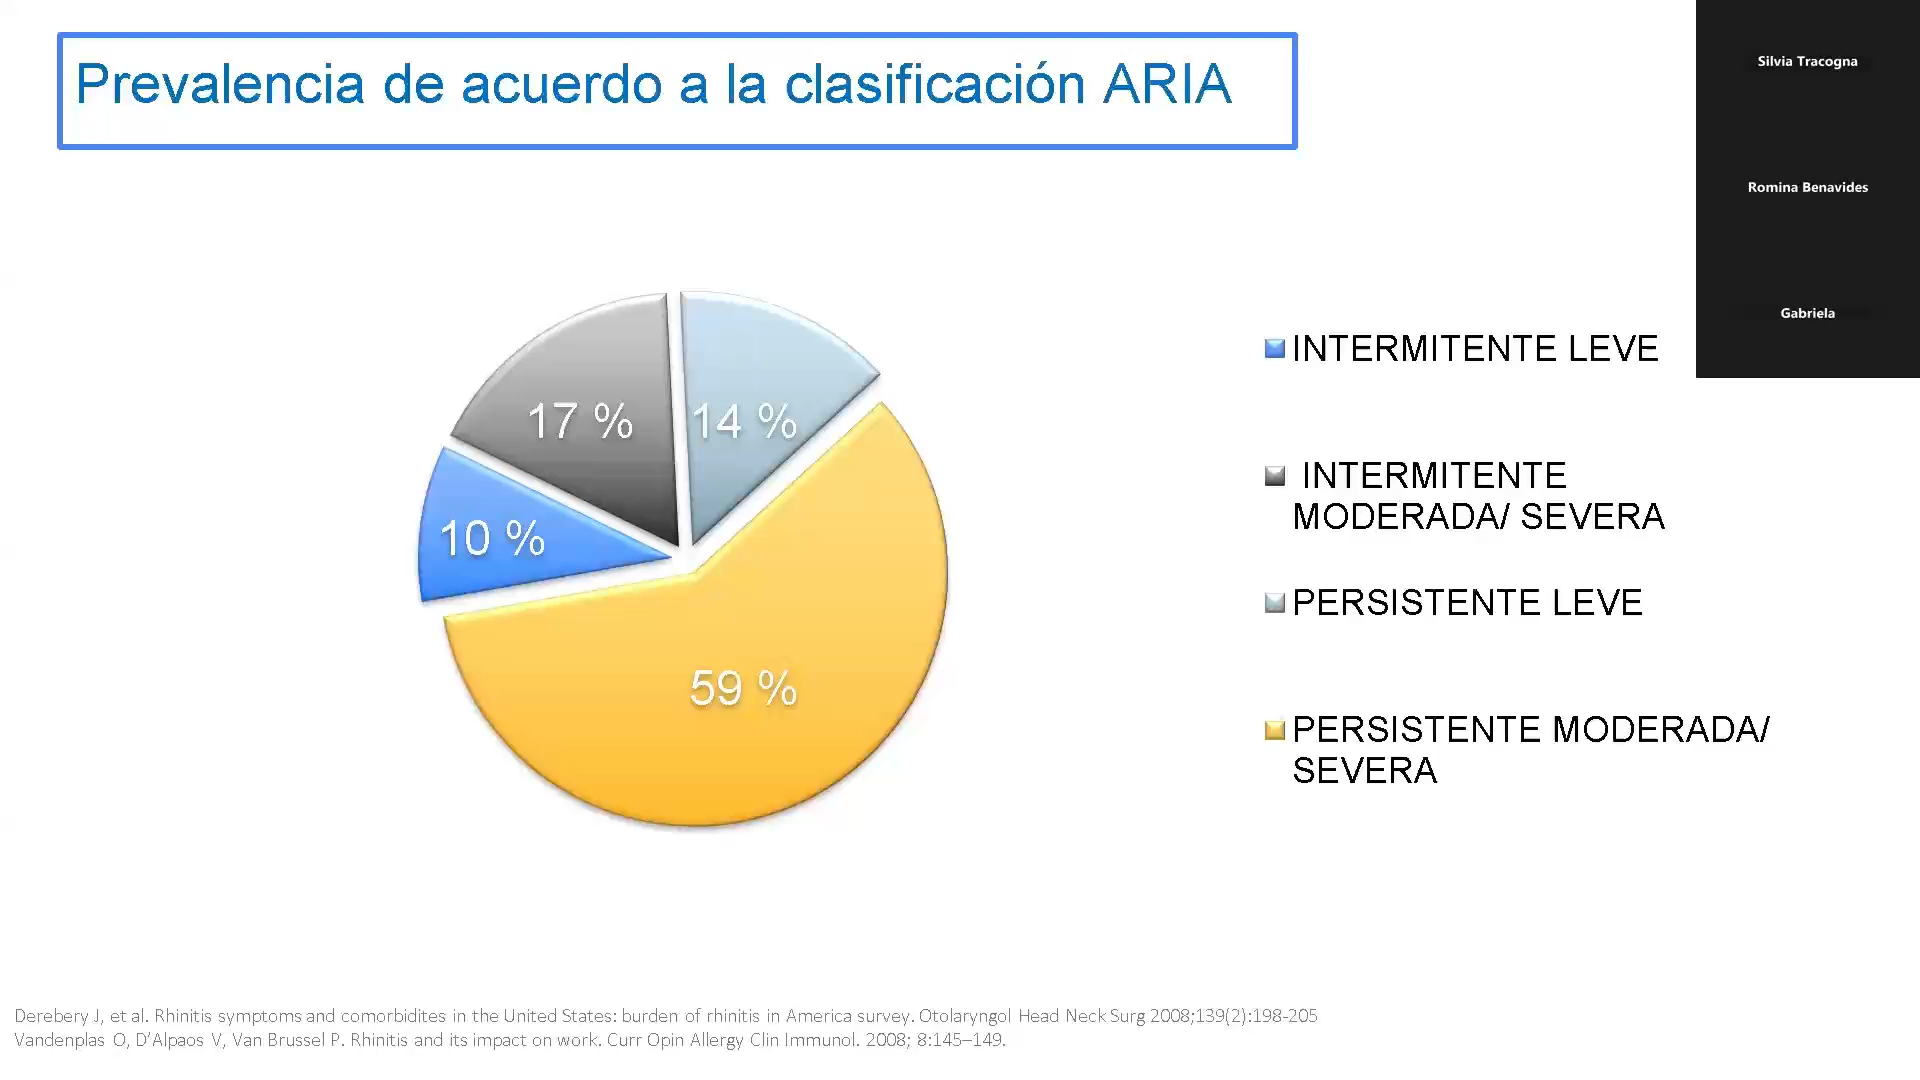 Prevalencia de acuerdo a la clasificación ARIA
Silvia Tracogna
Romina Benavides
Gabriela
17 %
14 %
10 %
59 %
INTERMITENTE LEVE
INTERMITENTE
MODERADA/ SEVERA
PERSISTENTE LEVE
PERSISTENTE MODERADA/
SEVERA
Derebery J, et al. Rhinitis symptoms and comorbidites in the United States: burden of rhinitis in America survey. Otolaryngol Head Neck Surg 2008;139(2):198-205
Vandenplas O, D’Alpaos V, Van Brussel P. Rhinitis and its impact on work. Curr Opin Allergy Clin Immunol. 2008; 8:145–149.